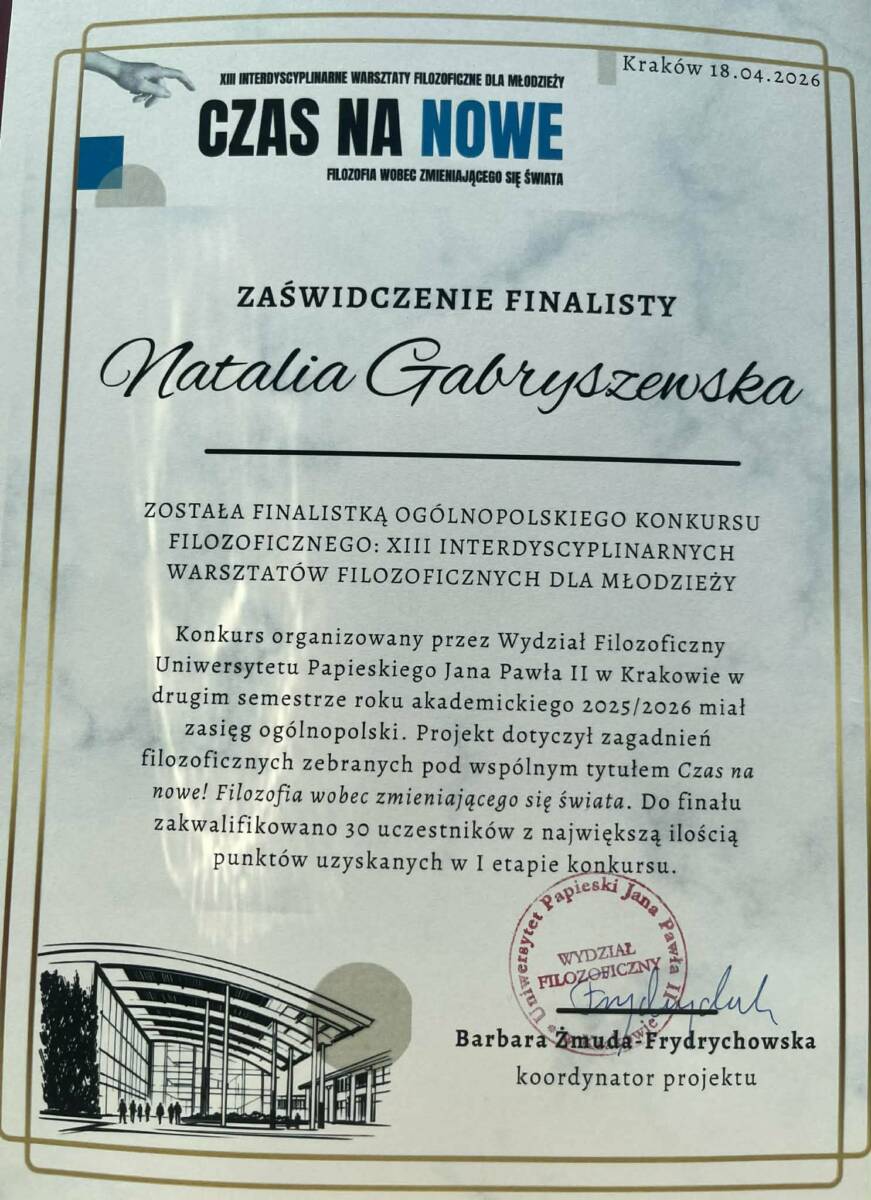 XIII INTERDYSCYPLINARNE WARSZTATY FILOZOFICZNE DLA MŁODZIEŻY
CZAS NA NOWE
FILOZOFIA WOBEC ZMIENIAJĄCEGO SIĘ ŚWIATA
Kraków 18.04.2026
ZAŚWIDCZENIE FINALISTY
Natalia Gabryszewska
ZOSTAŁA FINALISTKĄ OGÓLNOPOLSKIEGO KONKURSU
FILOZOFICZNEGO: XIII INTERDYSCYPLINARNYCH
WARSZTATÓW FILOZOFICZNYCH DLA MŁODZIEŻY
Konkurs organizowany przez Wydział Filozoficzny
Uniwersytetu Papieskiego Jana Pawła II w Krakowie w
drugim semestrze roku akademickiego 2025/2026 miał
zasięg ogólnopolski. Projekt dotyczył zagadnień
filozoficznych zebranych pod wspólnym tytułem Czas na
nowe! Filozofia wobec zmieniającego się świata. Do finału
zakwalifikowano 30 uczestników z największą ilością
punktów uzyskanych w I etapie konkursu.
Uniwersytet Papieski Jana Pawła II
WYDZIAŁ
FILOZOFICZNY
Barbara Żmuda-Frydrychowska
koordynator projektu